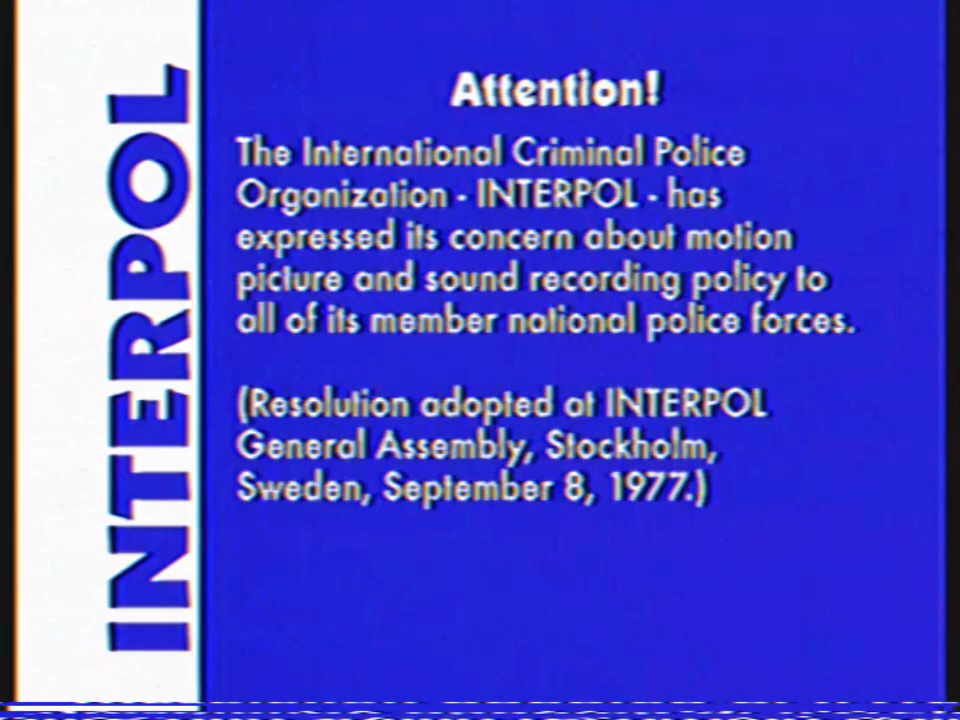 INTERPOL
Attention!
The International Criminal Police
Organization - INTERPOL - has
expressed its concern about motion
picture and sound recording policy to
all of its member national police forces.
(Resolution adopted at INTERPOL
General Assembly, Stockholm,
Sweden, September 8, 1977.)